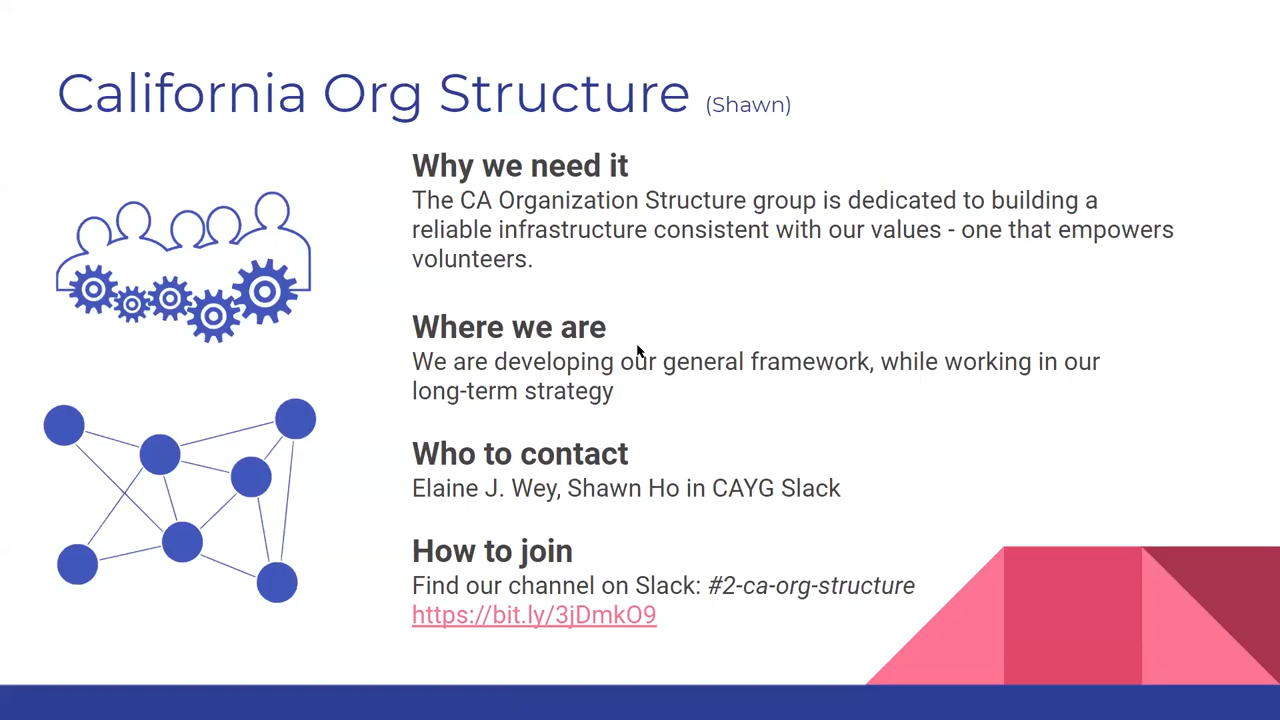 California Org Structure (Shawn)
Why we need it
The CA Organization Structure group is dedicated to building a
reliable infrastructure consistent with our values - one that empowers
volunteers.
Where we are
We are developing our general framework, while working in our
long-term strategy
Who to contact
Elaine J. Wey, Shawn Ho in CAYG Slack
How to join
Find our channel on Slack: #2-ca-org-structure
https://bit.ly/3jDmkO9